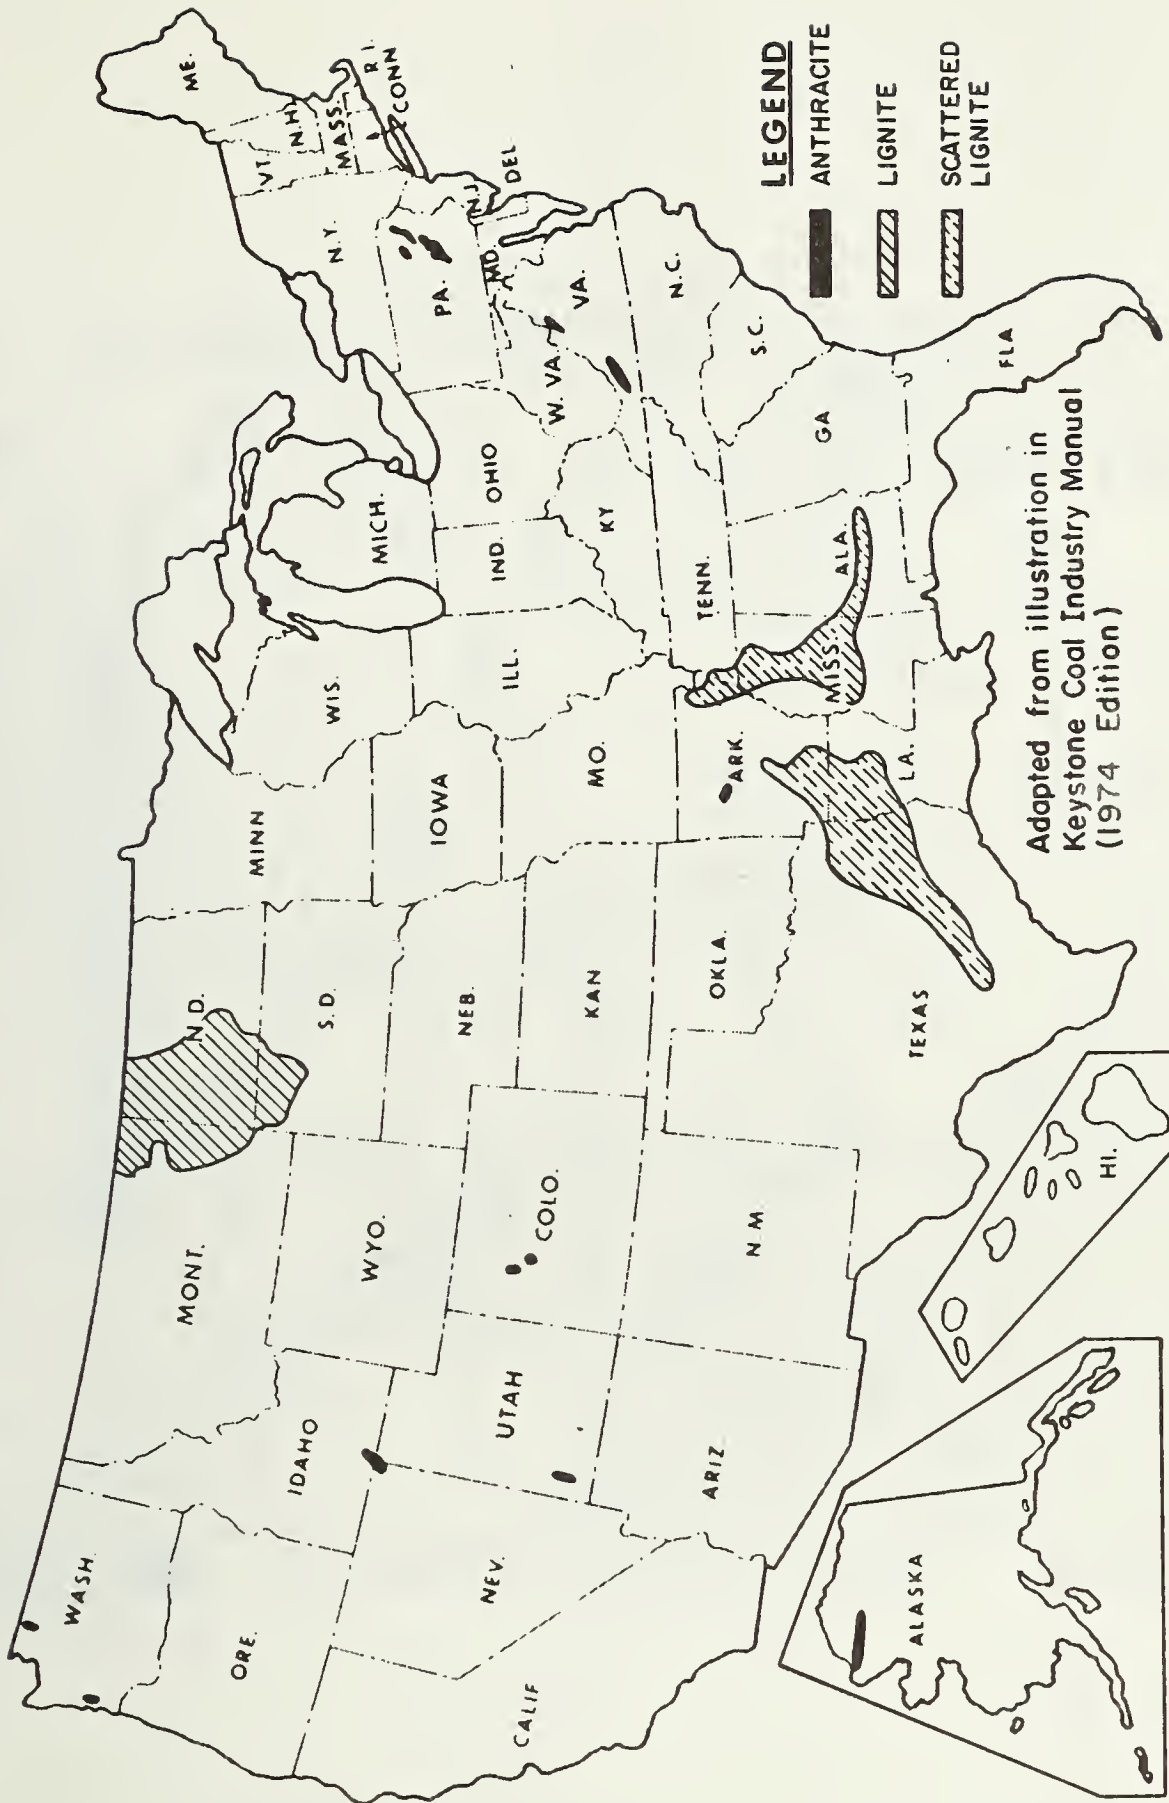 WASH.
ORE.
CALIF
NEV.
IDAHO
MONT.
WYO.
UTAH
ARIZ
COLO.
N.M.
N.D.
S.D.
NEB.
KAN
OKLA.
TEXAS
MINN
IOWA
MO.
ARK.
LA.
WIS.
ILL.
MICH.
IND.
OHIO
KY
TENN.
MISS.
ALA.
GA
FLA
S.C.
N.C.
VA.
W. VA.
MD.
DEL
PA.
N.J.
N.Y.
VT.
N.H.
ME.
MASS.
R I.
CONN
ALASKA
HI.
LEGEND
ANTHRACITE
LIGNITE
SCATTERED
LIGNITE
Adapted from illustration in
Keystone Coal Industry Manual
(1974 Edition)